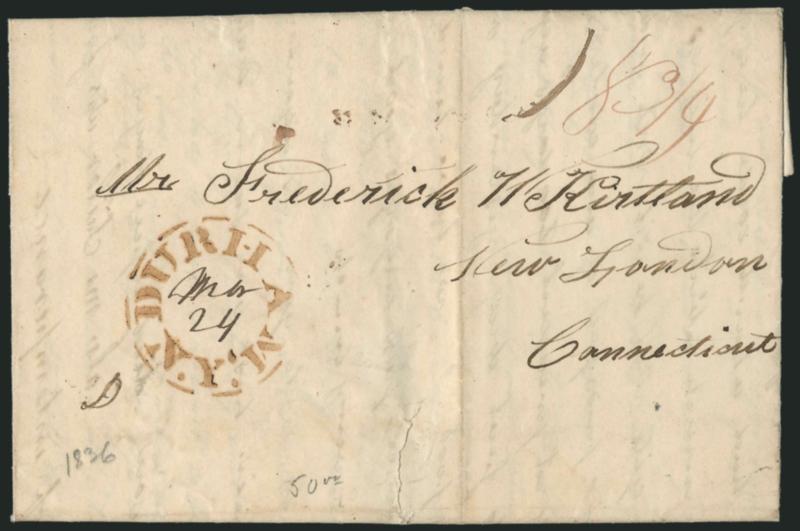 18 3/4
Mr Frederick W Kirtland
New London
Connecticut
DURHAM. N.Y.
Mar
24
D
1836
50